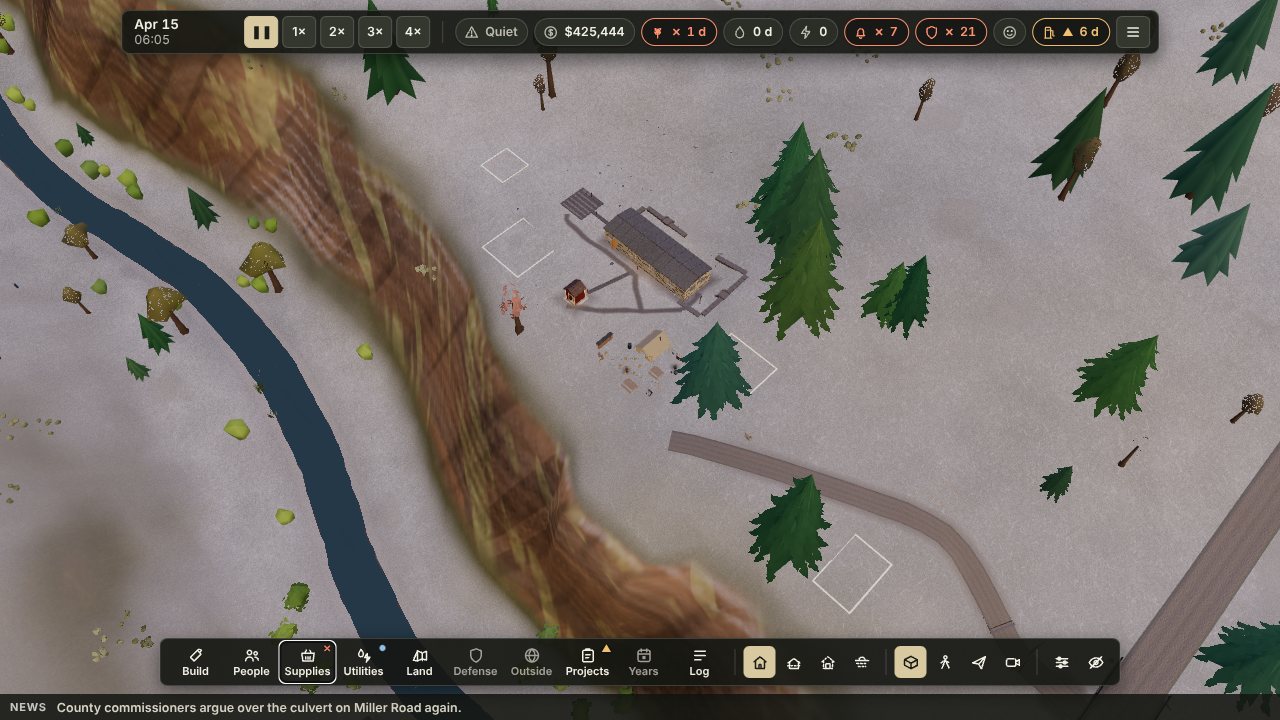 Apr 15
06:05
1×
2×
3×
4×
Quiet
$425,444
× 1 d
0 d
0
× 7
× 21
6 d
Build
People
Supplies
Utilities
Land
Defense
Outside
Projects
Years
Log
NEWS County commissioners argue over the culvert on Miller Road again.